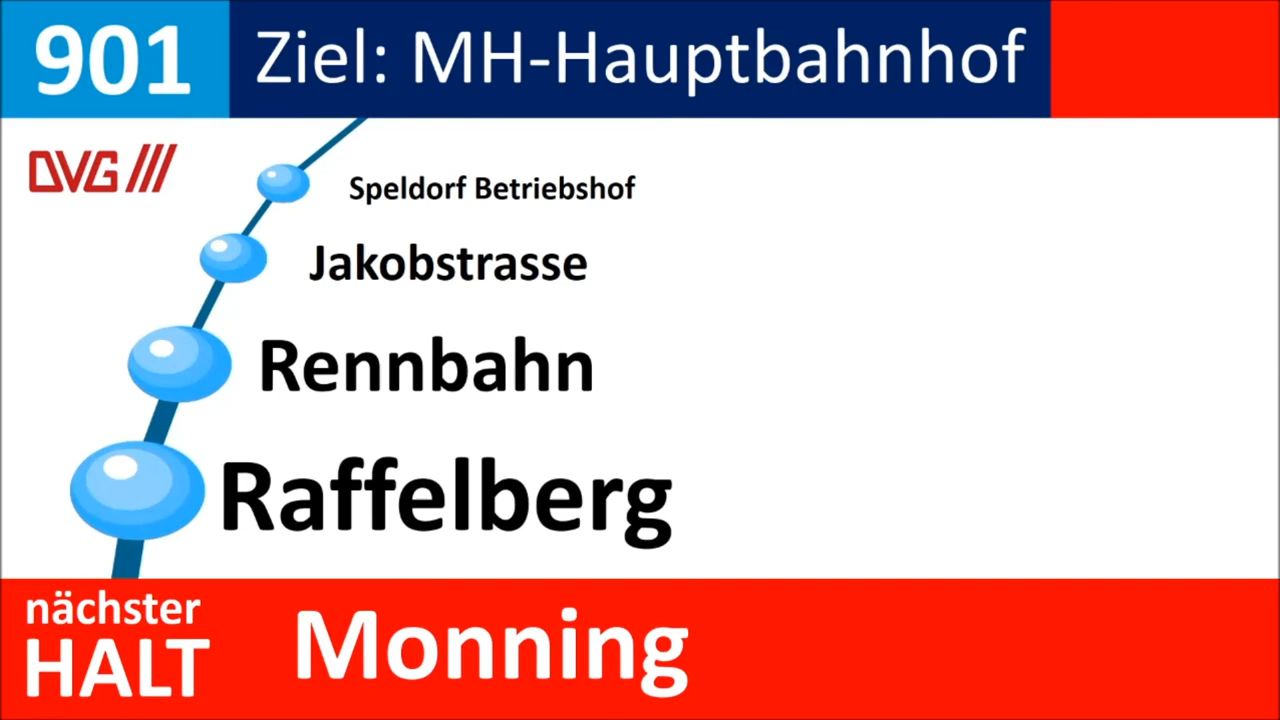 901 Ziel: MH-Hauptbahnhof
DVG
Speldorf Betriebshof
Jakobstrasse
Rennbahn
Raffelberg
nächster
HALT
Monning